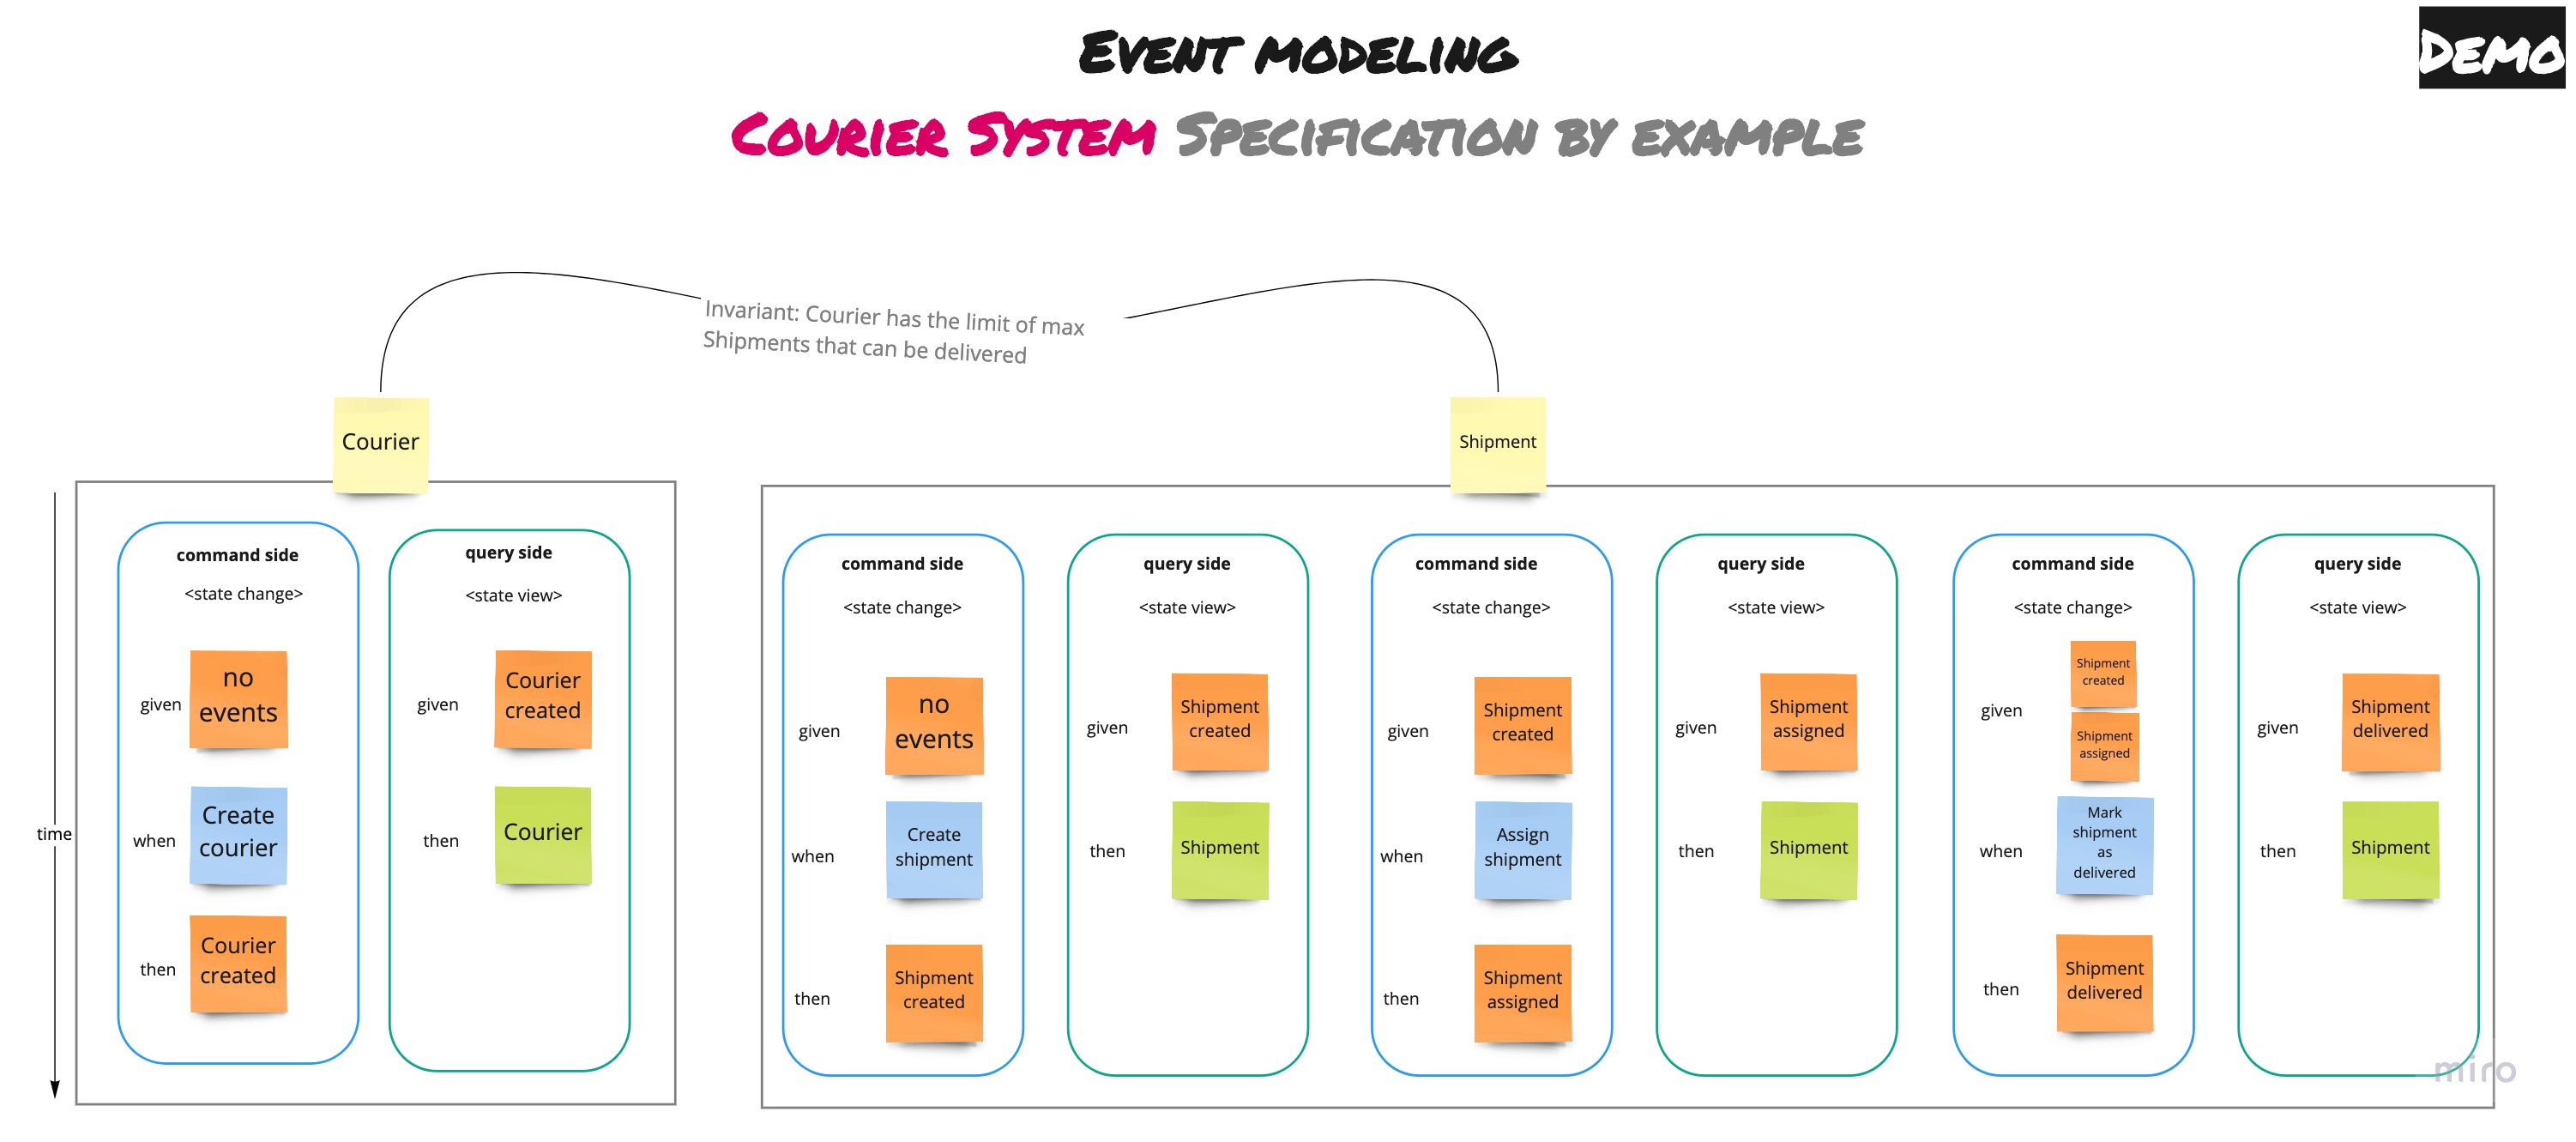 Event modeling
Demo
Courier System Specification by example
Invariant: Courier has the limit of max
Shipments that can be delivered
Courier
Shipment
time
command side
<state change>
given
no
events
when
Create
courier
then
Courier
created
query side
<state view>
given
Courier
created
then
Courier
command side
<state change>
given
no
events
when
Create
shipment
then
Shipment
created
query side
<state view>
given
Shipment
created
then
Shipment
command side
<state change>
given
Shipment
created
when
Assign
shipment
then
Shipment
assigned
query side
<state view>
given
Shipment
assigned
then
Shipment
command side
<state change>
given
Shipment
created
Shipment
assigned
when
Mark
shipment
as
delivered
then
Shipment
delivered
query side
<state view>
given
Shipment
delivered
then
Shipment
miro